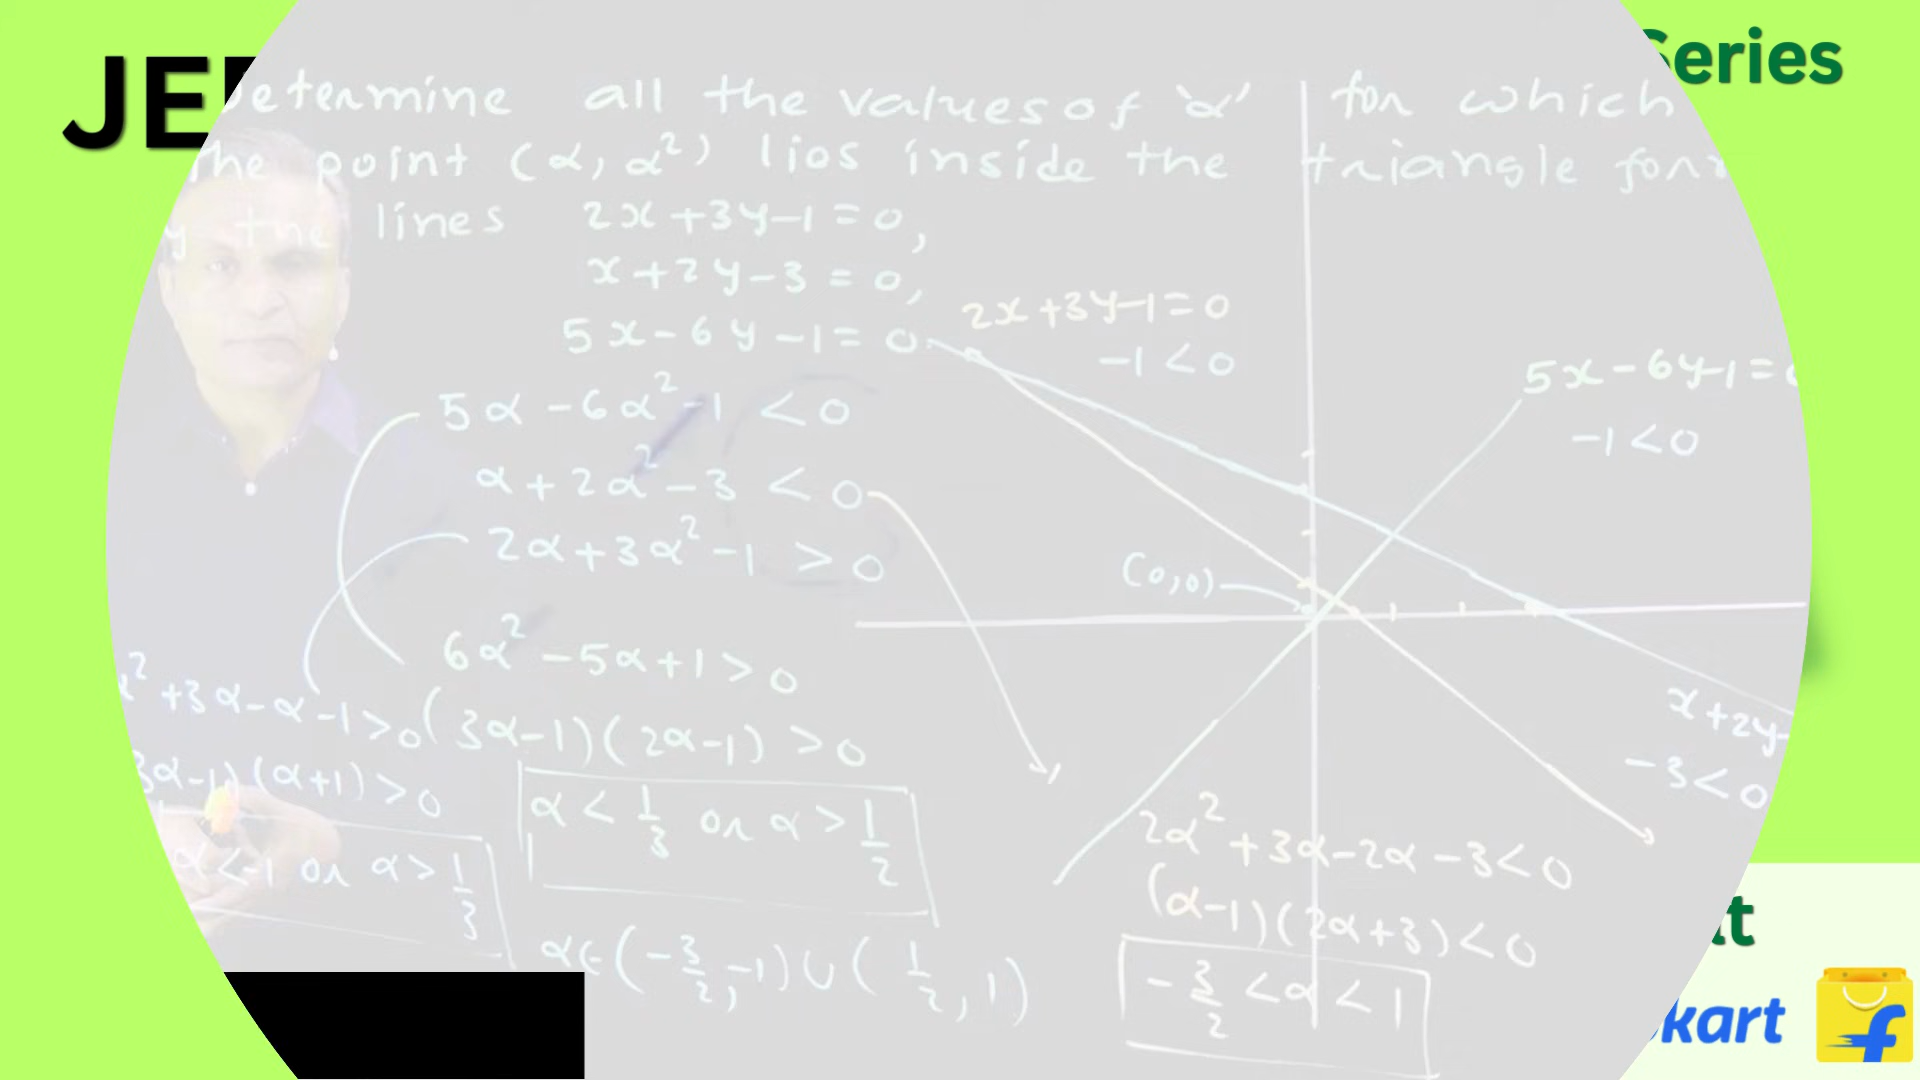 Series
etermine all the values of 'α' for which
the point (α, α²) lies inside the triangle for
y the lines 2x+3y-1=0,
x+2y-3=0,
5x-6y-1=0
2x+3y-1=0
-1<0
5x-6y-1=
-1<0
5α-6α²-1<0
α+2α²-3<0
2α+3α²-1>0
(0,0)
6α²-5α+1>0
α²+3α-α-1>0
(3α-1)(2α-1)>0
3α-1)(α+1)>0
x+2y-
-3<0
α<1/3 or α>1/2
α<-1 or α>1/3
2α²+3α-2α-3<0
(α-1)(2α+3)<0
α∈(-3/2,-1)∪(1/2,1)
-3/2<α<1
kart
f